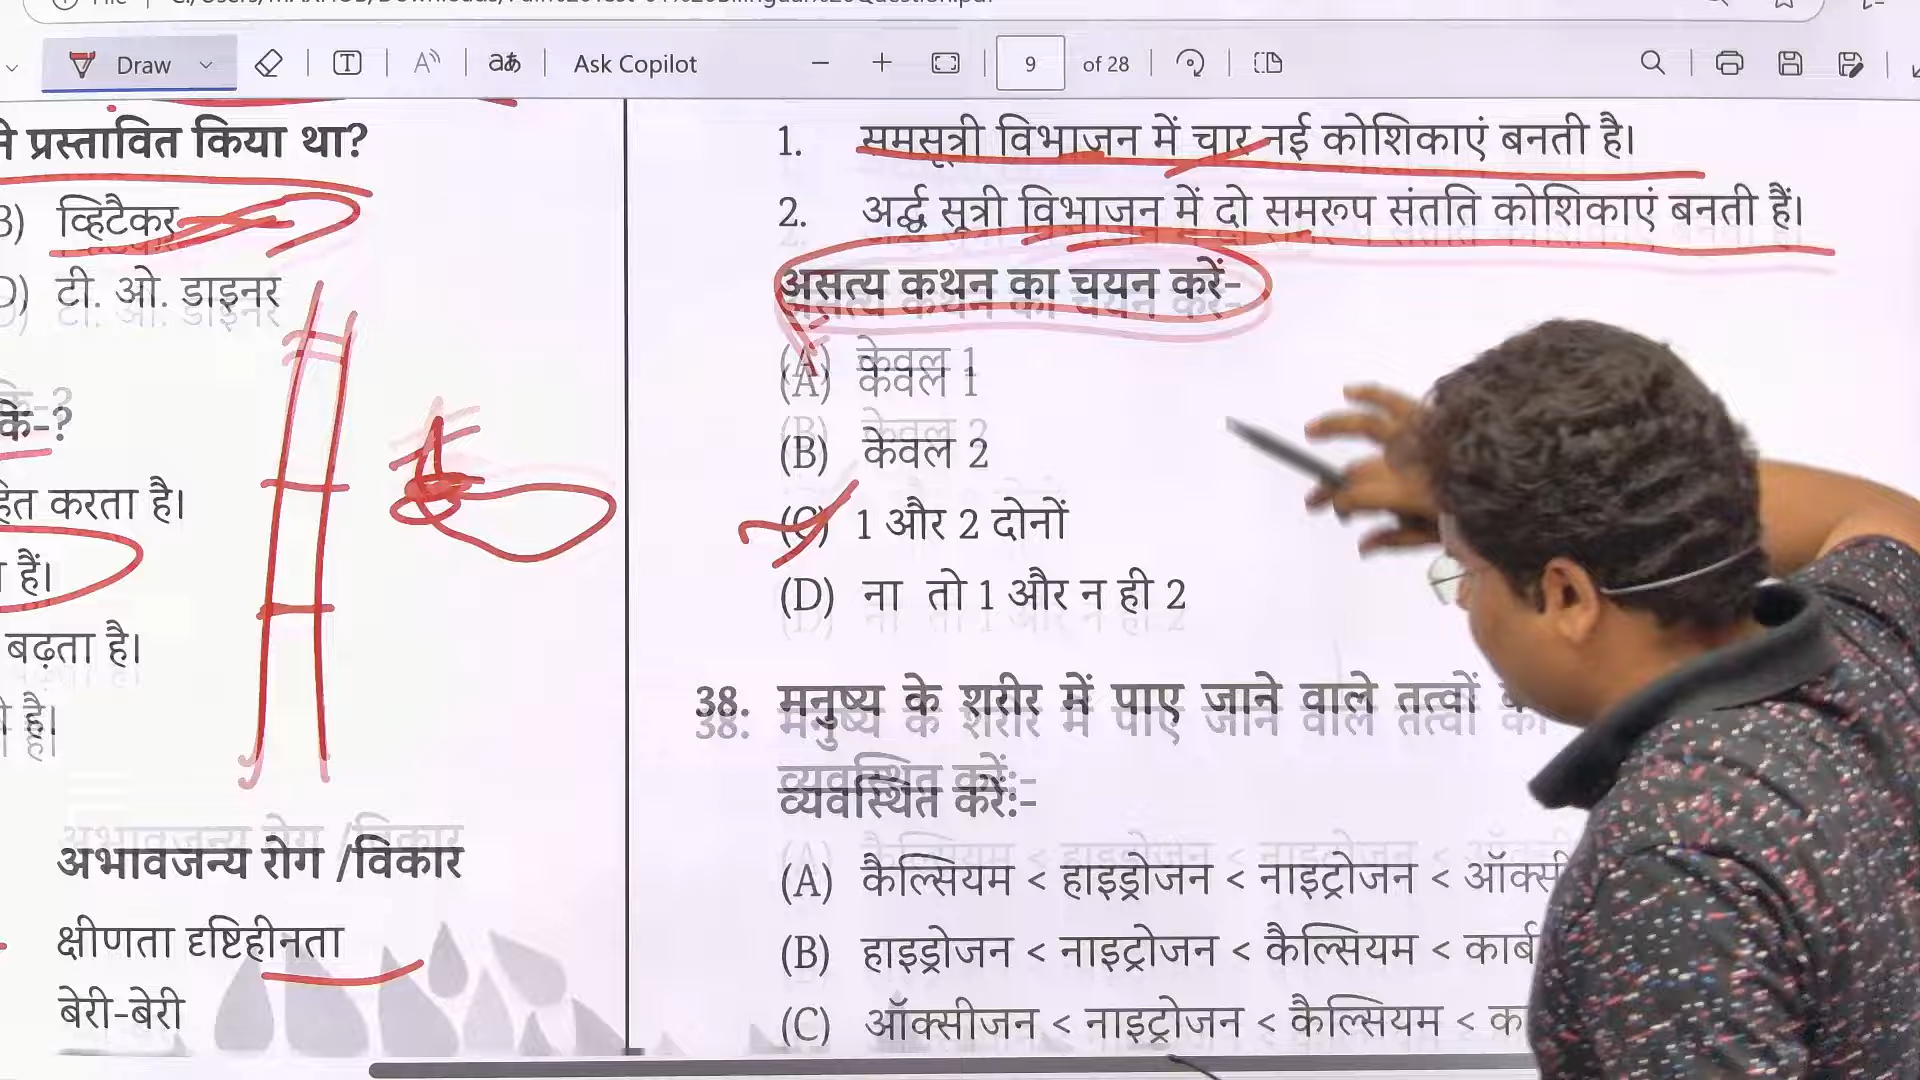 Draw
aあ
Ask Copilot
9
of 28
प्रस्तावित किया था?
व्हिटैकर
टी. ओ. डाइनर
करता है।
हैं।
बढ़ता है।
है।
अभावजन्य रोग /विकार
क्षीणता दृष्टिहीनता
बेरी-बेरी
1. समसूत्री विभाजन में चार नई कोशिकाएं बनती है।
2. अर्द्ध सूत्री विभाजन में दो समरूप संतति कोशिकाएं बनती हैं।
असत्य कथन का चयन करें-
(A) केवल 1
(B) केवल 2
(C) 1 और 2 दोनों
(D) ना तो 1 और न ही 2
38. मनुष्य के शरीर में पाए जाने वाले तत्वों
व्यवस्थित करें:-
(A) कैल्सियम < हाइड्रोजन < नाइट्रोजन <
(B) हाइड्रोजन < नाइट्रोजन < कैल्सियम <
(C) ऑक्सीजन < नाइट्रोजन < कैल्सियम <